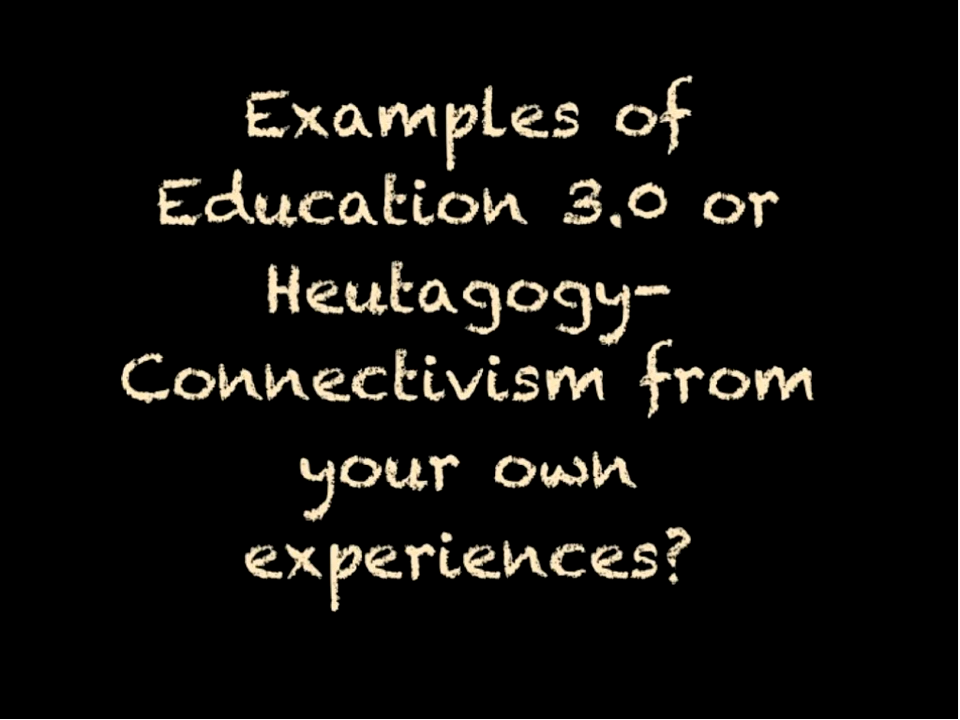 Examples of
Education 3.0 or
Heutagogy-
Connectivism from
your own
experiences?